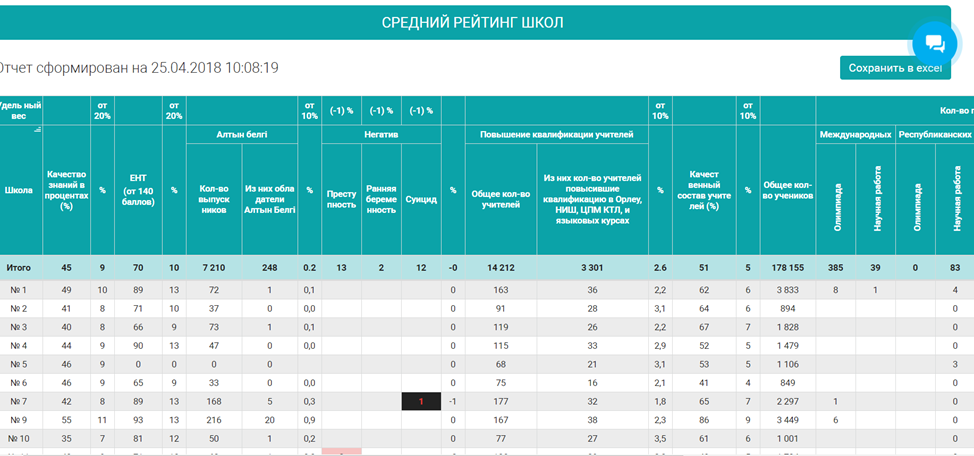 СРЕДНИЙ РЕЙТИНГ ШКОЛ
Отчет сформирован на 25.04.2018 10:08:19
Сохранить в excel
Удель ный вес от 20% от 20% от 10% (-1) % (-1) % (-1) % от 10% от 10% Кол-во
Алтын белгі Негатив Повышение квалификации учителей Международных Республиканских
Школа Качество знаний в процентах (%) % ЕНТ (от 140 баллов) % Кол-во выпуск ников Из них обла датели Алтын Белгі % Престу пность Ранняя береме нность Суицид % Общее кол-во учителей Из них кол-во учителей повысившие квалификацию в Орлеу, НИШ, ЦПМ КТЛ, и языковых курсах % Качест венный состав учите лей (%) % Общее кол-во учеников Олимпиада Научная работа Олимпиада Научная работа
Итого 45 9 70 10 7 210 248 0.2 13 2 12 -0 14 212 3 301 2.6 51 5 178 155 385 39 0 83
№ 1 49 10 89 13 72 1 0,1 0 163 36 2,2 62 6 3 833 8 1 4
№ 2 41 8 71 10 37 0 0,0 0 91 28 3,1 64 6 894 0
№ 3 40 8 66 9 73 1 0,1 0 119 26 2,2 67 7 1 828 0
№ 4 44 9 90 13 47 0 0,0 0 115 33 2,9 52 5 1 479 0
№ 5 46 9 0 0 0 0 0 68 21 3,1 53 5 1 106 3
№ 6 46 9 65 9 33 0 0,0 0 75 16 2,1 41 4 849 0
№ 7 42 8 89 13 168 5 0,3 1 -1 177 32 1,8 65 7 2 297 1 0
№ 9 55 11 93 13 216 20 0,9 0 167 38 2,3 86 9 3 449 6 0
№ 10 35 7 81 12 50 1 0,2 0 77 27 3,5 61 6 1 001 0